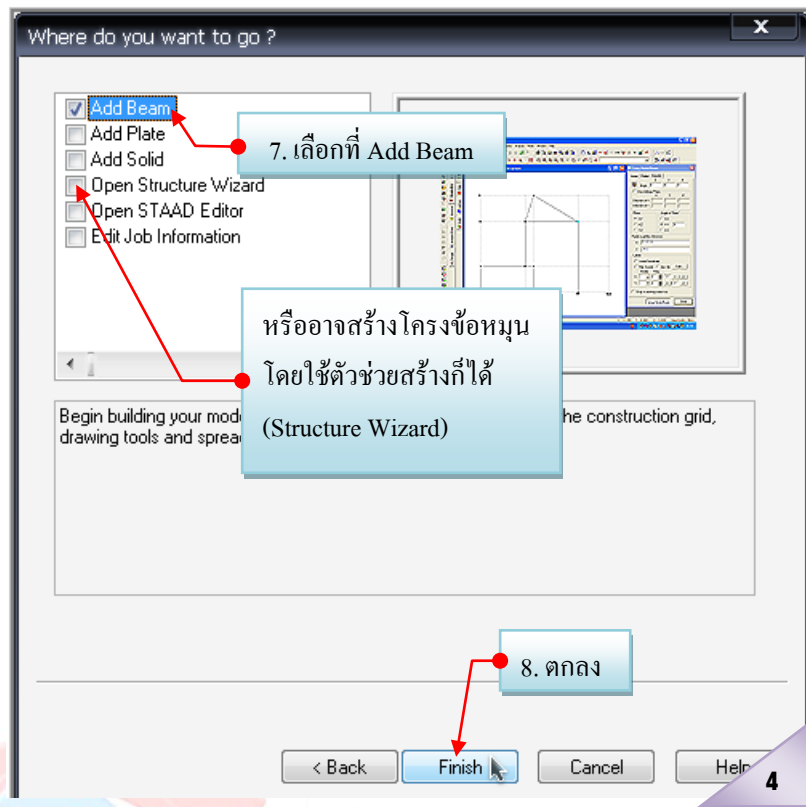 Where do you want to go ?
x
Add Beam
Add Plate
Add Solid
Open Structure Wizard
Open STAAD Editor
Edit Job Information
7. เลือกที่ Add Beam
หรืออาจสร้างโครงข้อหมุน
โดยใช้ตัวช่วยสร้างก็ได้
(Structure Wizard)
Begin building your he construction grid,
drawing tools and
8. ตกลง
< Back
Finish
Cancel
Help
4